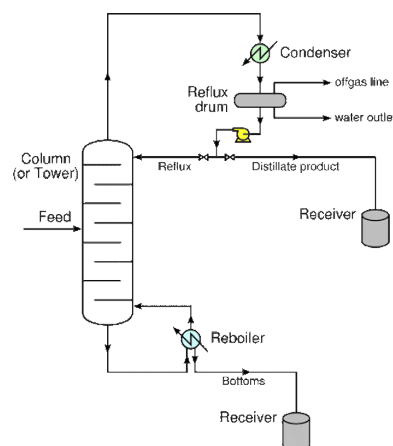 Condenser
offgas line
Reflux
drum
water outle
Column
(or Tower)
Reflux
Distillate product
Feed
Receiver
Reboiler
Bottoms
Receiver